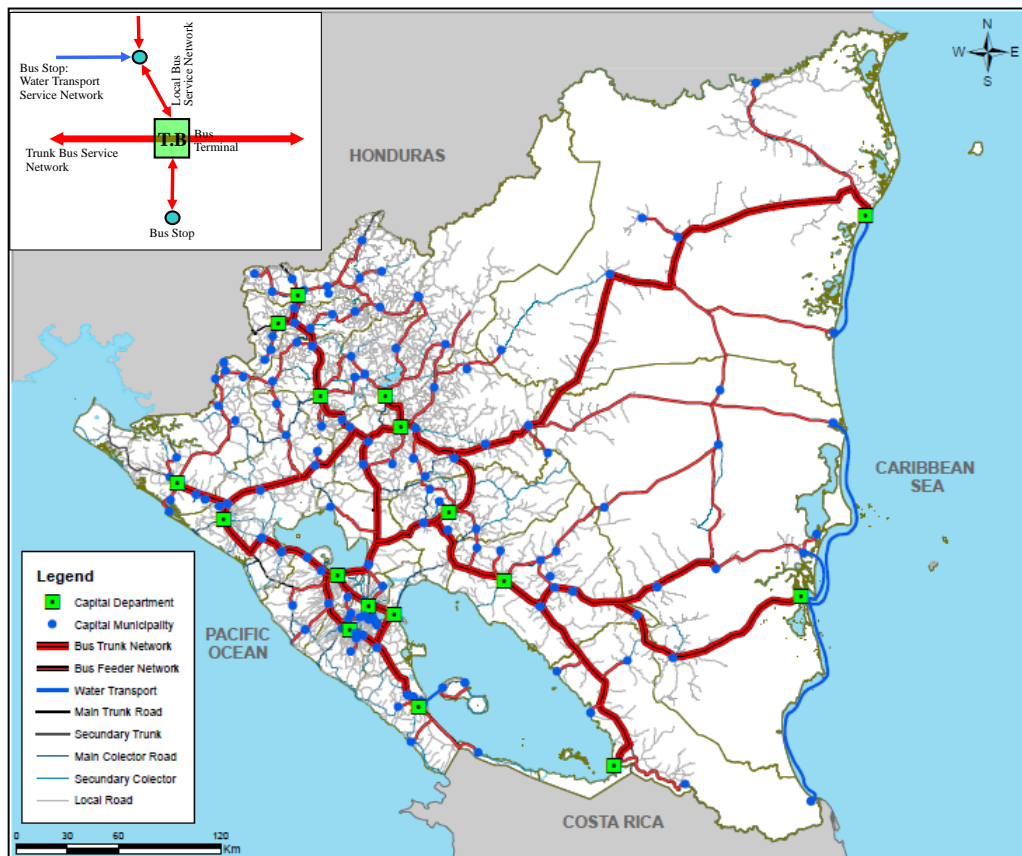 Bus Stop:
Water Transport
Service Network
Local Bus
Service Network
T.B
Bus
Terminal
Trunk Bus Service
Network
Bus Stop
N
W
E
S
HONDURAS
CARIBBEAN
SEA
PACIFIC
OCEAN
COSTA RICA
Legend
Capital Department
Capital Municipality
Bus Trunk Network
Bus Feeder Network
Water Transport
Main Trunk Road
Secondary Trunk
Main Colector Road
Secondary Colector
Local Road
0 30 60 120
Km